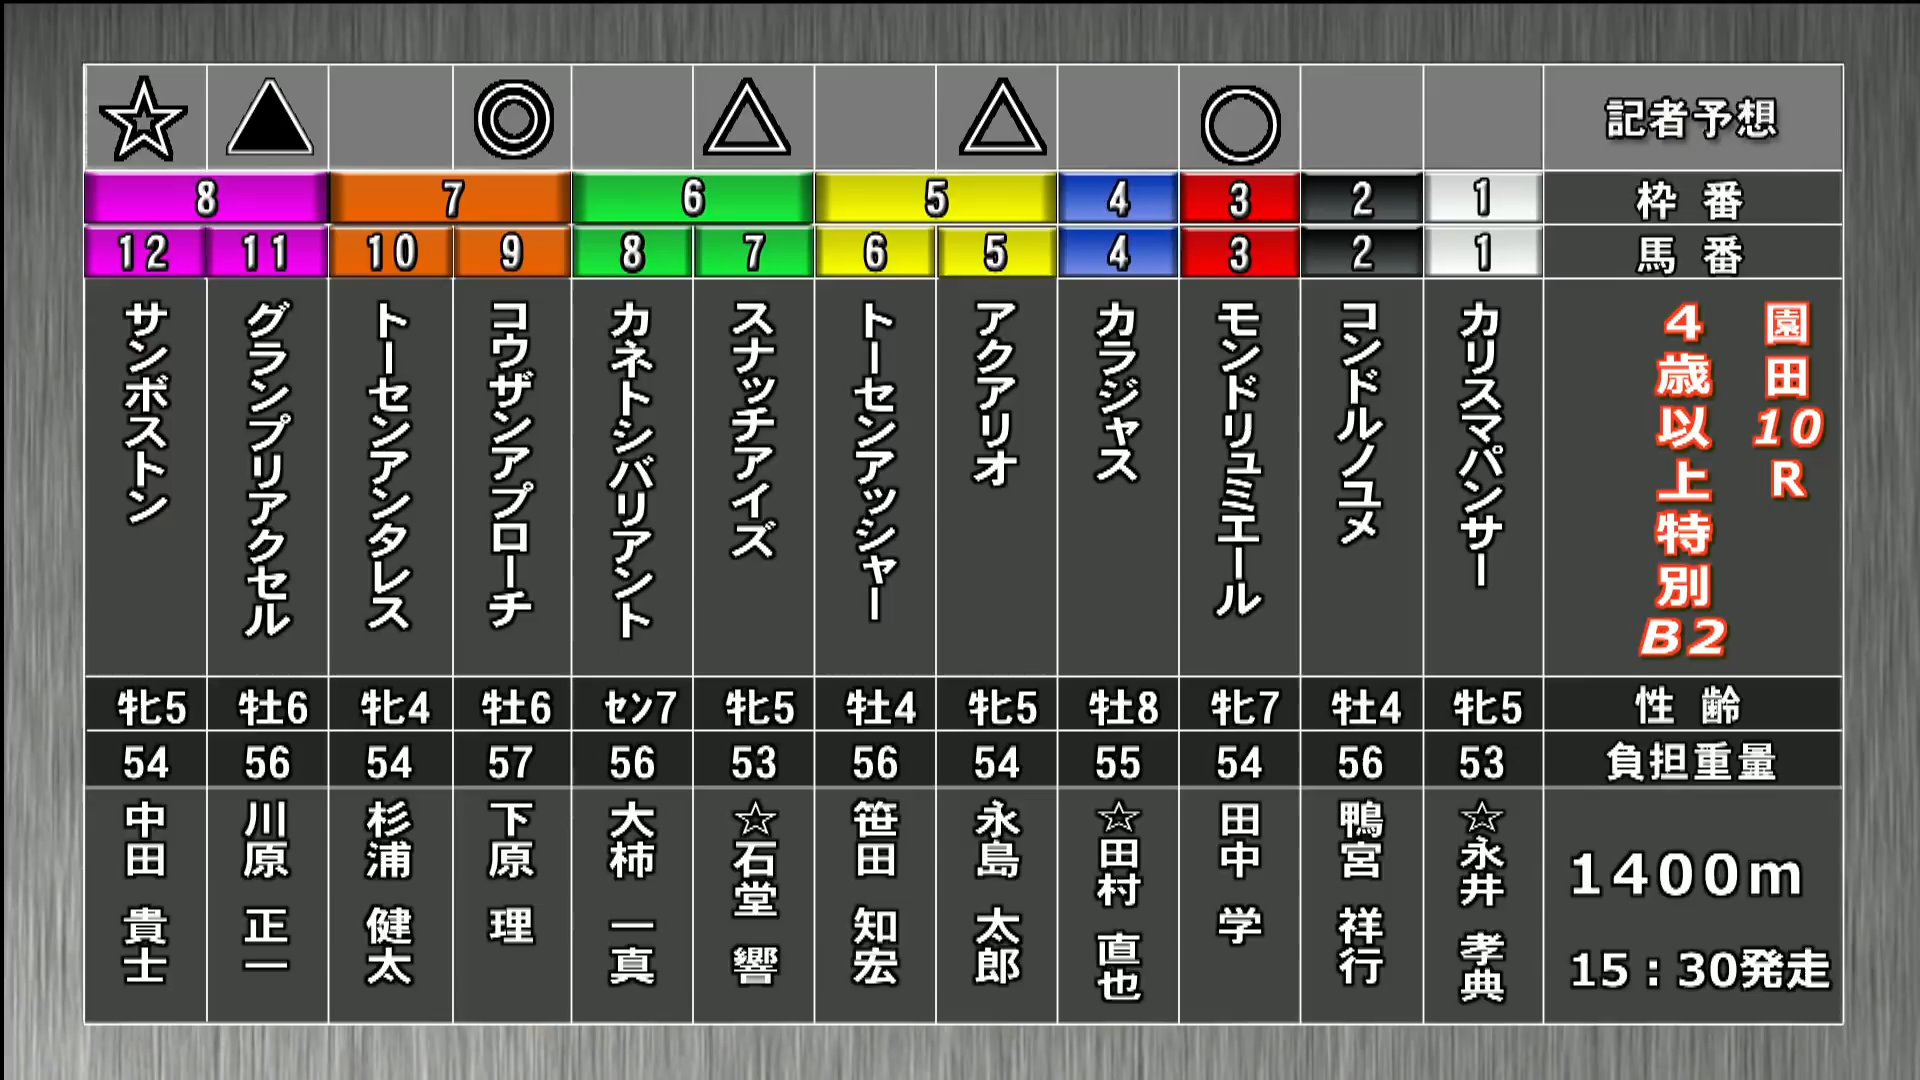 記者予想
☆ ▲ ◎ △ △ ○
枠番
8 7 6 5 4 3 2 1
馬番
12 11 10 9 8 7 6 5 4 3 2 1
園田10R
4歳以上特別B2
カリスマパンサー
コンドルノユメ
モンドリュミエール
カラジャス
アクアリオ
トーセンアッシャー
スナッチアイズ
カネトシバリアント
コウザンアプローチ
トーセンアンタレス
グランプリアクセル
サンボストン
性齢
牝5 牡6 牝4 牡6 セン7 牝5 牡4 牝5 牡8 牝7 牡4 牝5
負担重量
54 56 54 57 56 53 56 54 55 54 56 53
1400m
15:30発走
☆永井 孝典
鴨宮 祥行
田中 学
☆田村 直也
永島 太郎
笹田 知宏
☆石堂 響
大柿 一真
下原 理
杉浦 健太
川原 正一
中田 貴士